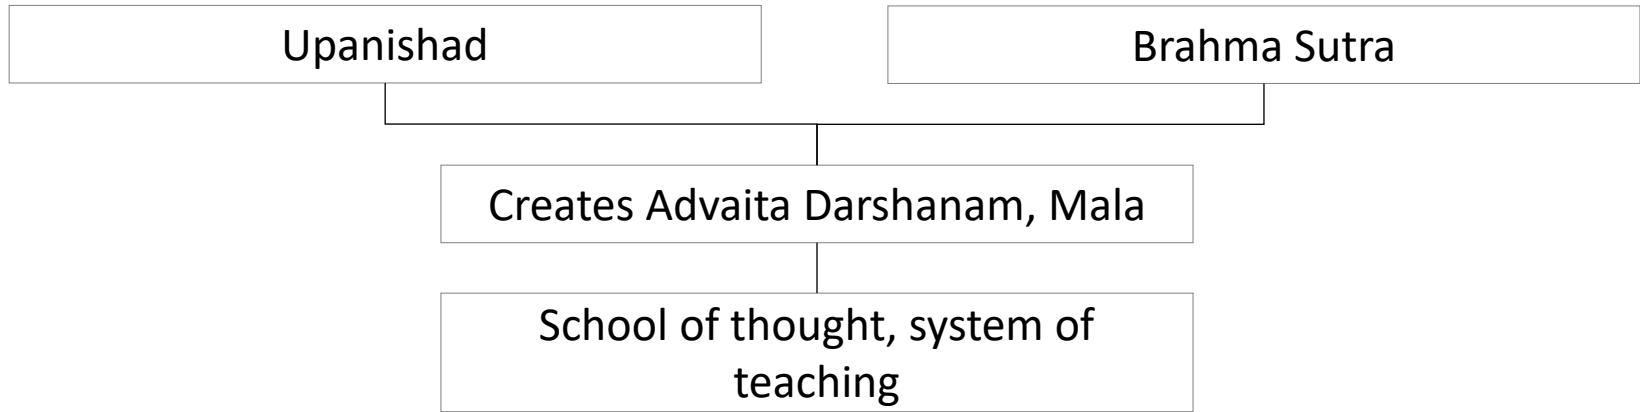 Upanishad
Brahma Sutra
Creates Advaita Darshanam, Mala
School of thought, system of
teaching